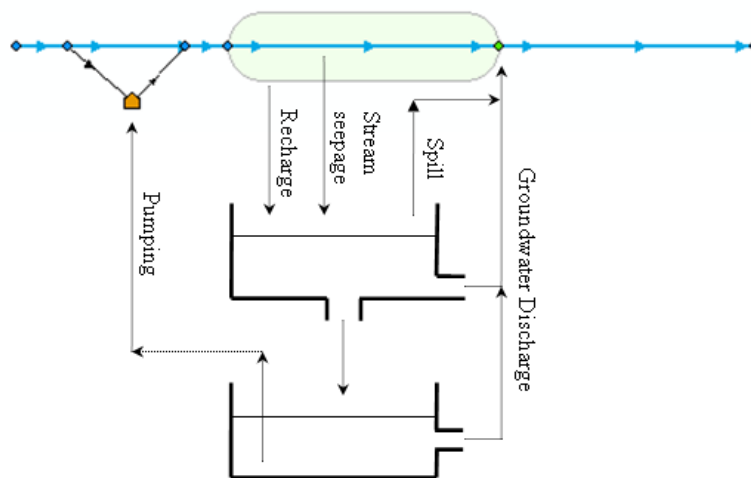 Recharge
Stream
seepage
Spill
Pumping
Groundwater Discharge